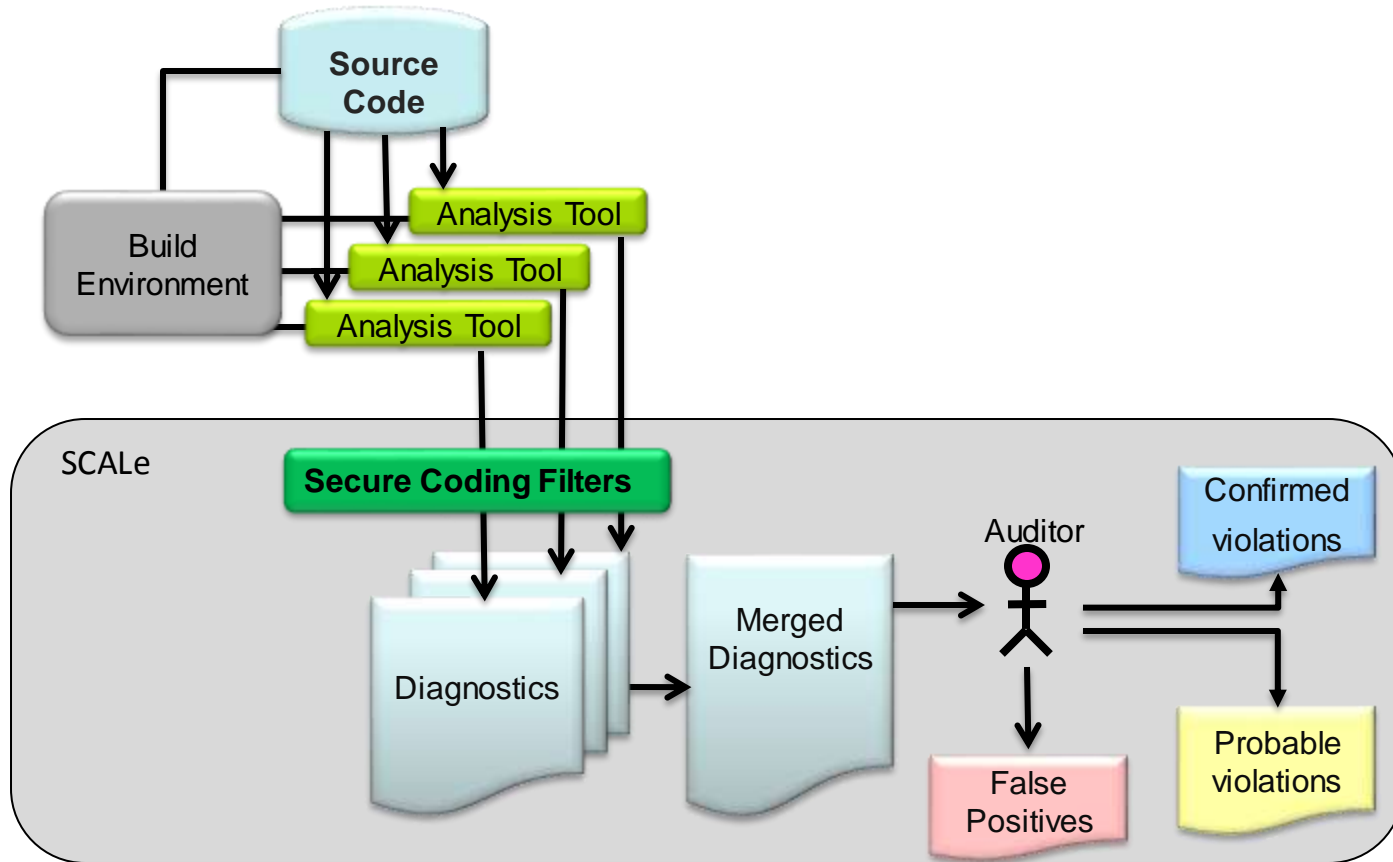 Source
Code
Analysis Tool
Build
Environment
Analysis Tool
Analysis Tool
SCALe
Secure Coding Filters
Diagnostics
Merged
Diagnostics
Auditor
Confirmed
violations
Probable
violations
False
Positives